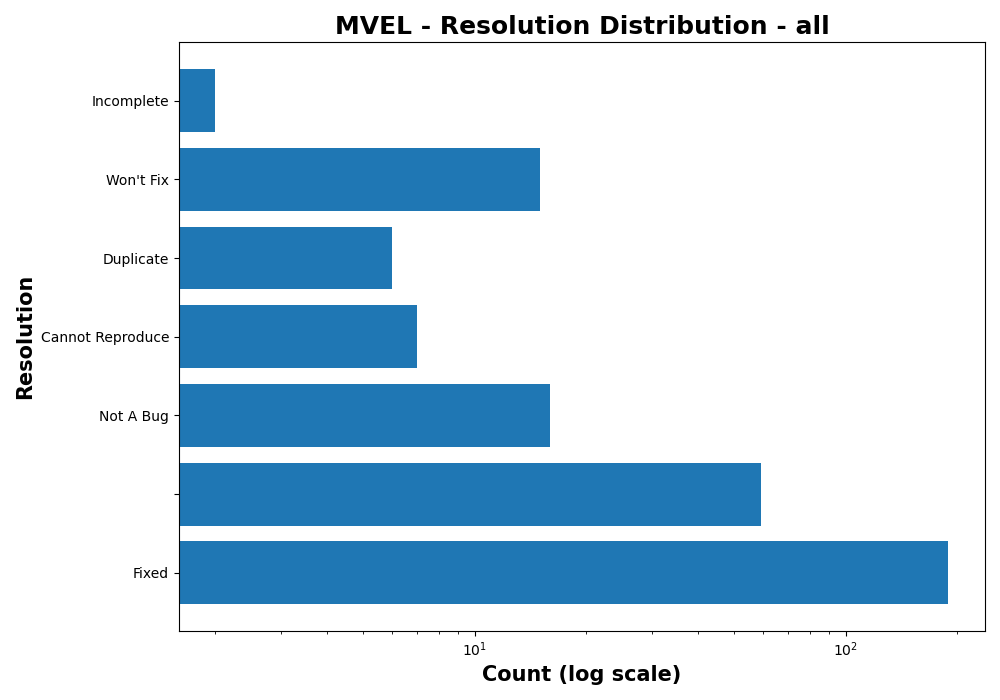 MVEL - Resolution Distribution - all
Incomplete
Won't Fix
Duplicate
Cannot Reproduce
Not A Bug
Fixed
Resolution
10¹
10²
Count (log scale)